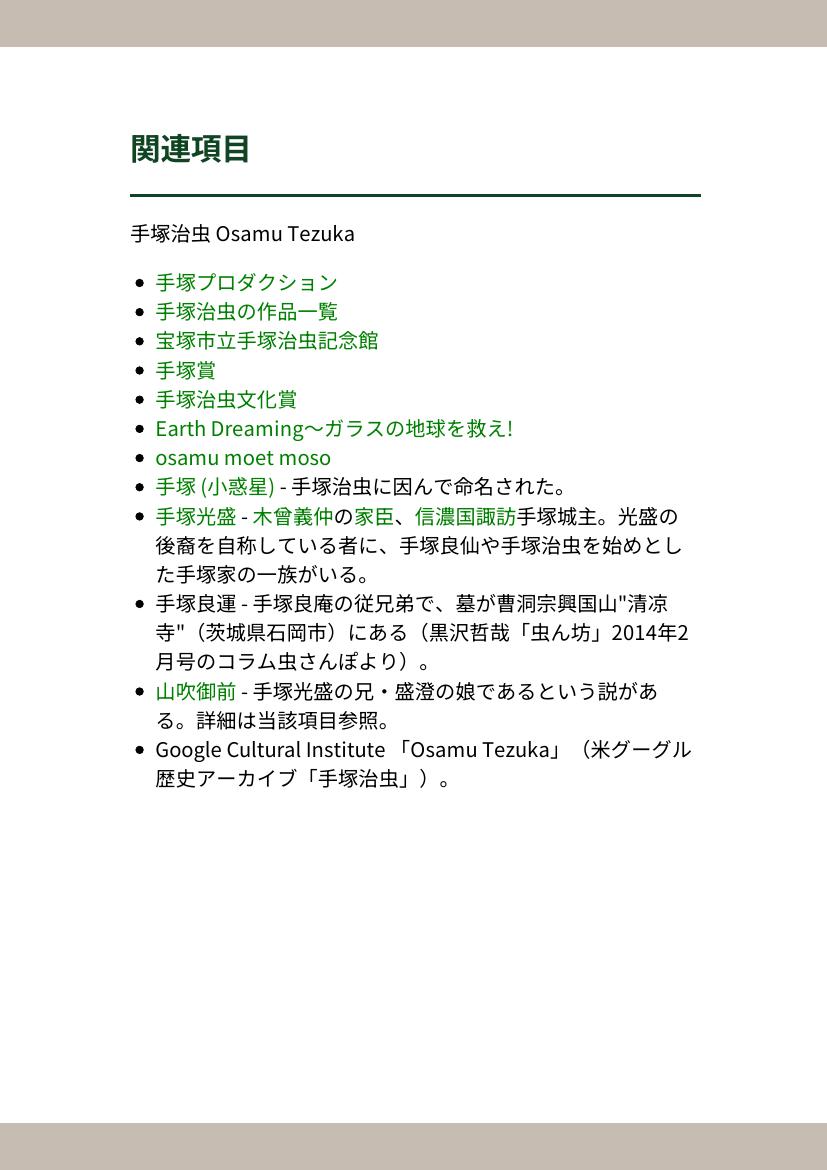 関連項目
手塚治虫 Osamu Tezuka
手塚プロダクション
手塚治虫の作品一覧
宝塚市立手塚治虫記念館
手塚賞
手塚治虫文化賞
Earth Dreaming〜ガラスの地球を救え!
osamu moet moso
手塚 (小惑星) - 手塚治虫に因んで命名された。
手塚光盛 - 木曾義仲の家臣、信濃国諏訪手塚城主。光盛の
後裔を自称している者に、手塚良仙や手塚治虫を始めとし
た手塚家の一族がいる。
手塚良運 - 手塚良庵の従兄弟で、墓が曹洞宗興国山"清凉
寺"（茨城県石岡市）にある（黒沢哲哉「虫ん坊」2014年2
月号のコラム虫さんぽより）。
山吹御前 - 手塚光盛の兄・盛澄の娘であるという説があ
る。詳細は当該項目参照。
Google Cultural Institute 「Osamu Tezuka」（米グーグル
歴史アーカイブ「手塚治虫」）。